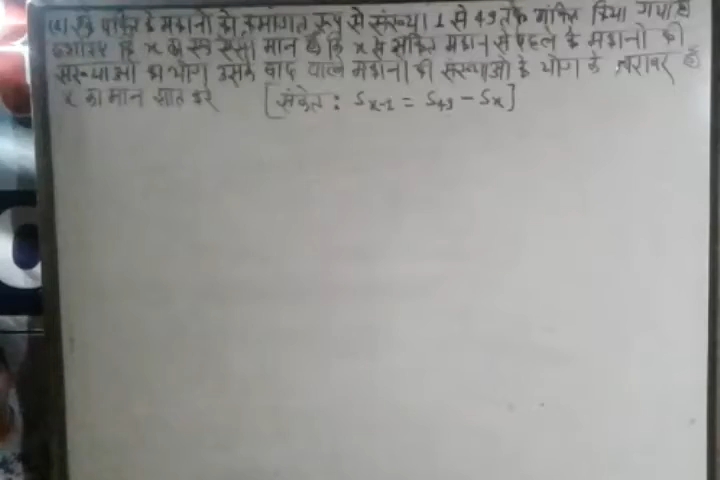 (4) एक पंक्ति के मकानों को क्रमागत रूप से संख्या 1 से 49 तक अंकित किया गया है
दर्शाइए कि x का एक ऐसा मान है कि x से अंकित मकान से पहले के मकानों की
संख्याओं का योग उसके बाद वाले मकानों की संख्याओं के योग के बराबर है
x का मान ज्ञात करें [संकेत : Sx-1 = S49 - Sx]